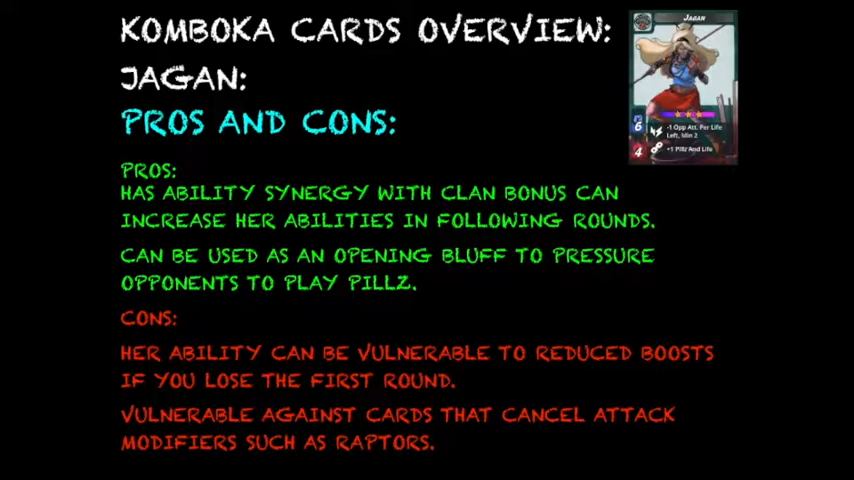 KOMBOKA CARDS OVERVIEW:
JAGAN:
PROS AND CONS:
PROS:
HAS ABILITY SYNERGY WITH CLAN BONUS CAN
INCREASE HER ABILITIES IN FOLLOWING ROUNDS.
CAN BE USED AS AN OPENING BLUFF TO PRESSURE
OPPONENTS TO PLAY PILLZ.
CONS:
HER ABILITY CAN BE VULNERABLE TO REDUCED BOOSTS
IF YOU LOSE THE FIRST ROUND.
VULNERABLE AGAINST CARDS THAT CANCEL ATTACK
MODIFIERS SUCH AS RAPTORS.
JAGAN
6
-1 Opp Att. Per Life
Left, Min 2
4
+1 Pillz And Life